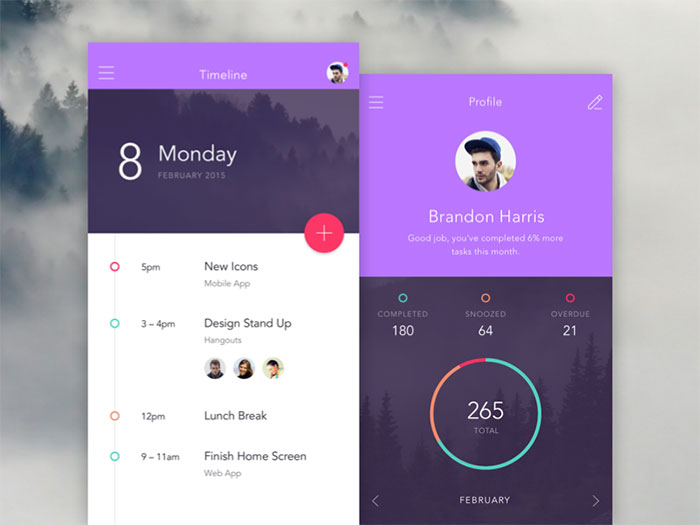 Timeline
8
Monday
FEBRUARY 2015
5pm
New Icons
Mobile App
3 – 4pm
Design Stand Up
Hangouts
12pm
Lunch Break
9 – 11am
Finish Home Screen
Web App
Profile
Brandon Harris
Good job, you've completed 6% more
tasks this month.
COMPLETED
180
SNOOZED
64
OVERDUE
21
265
TOTAL
FEBRUARY